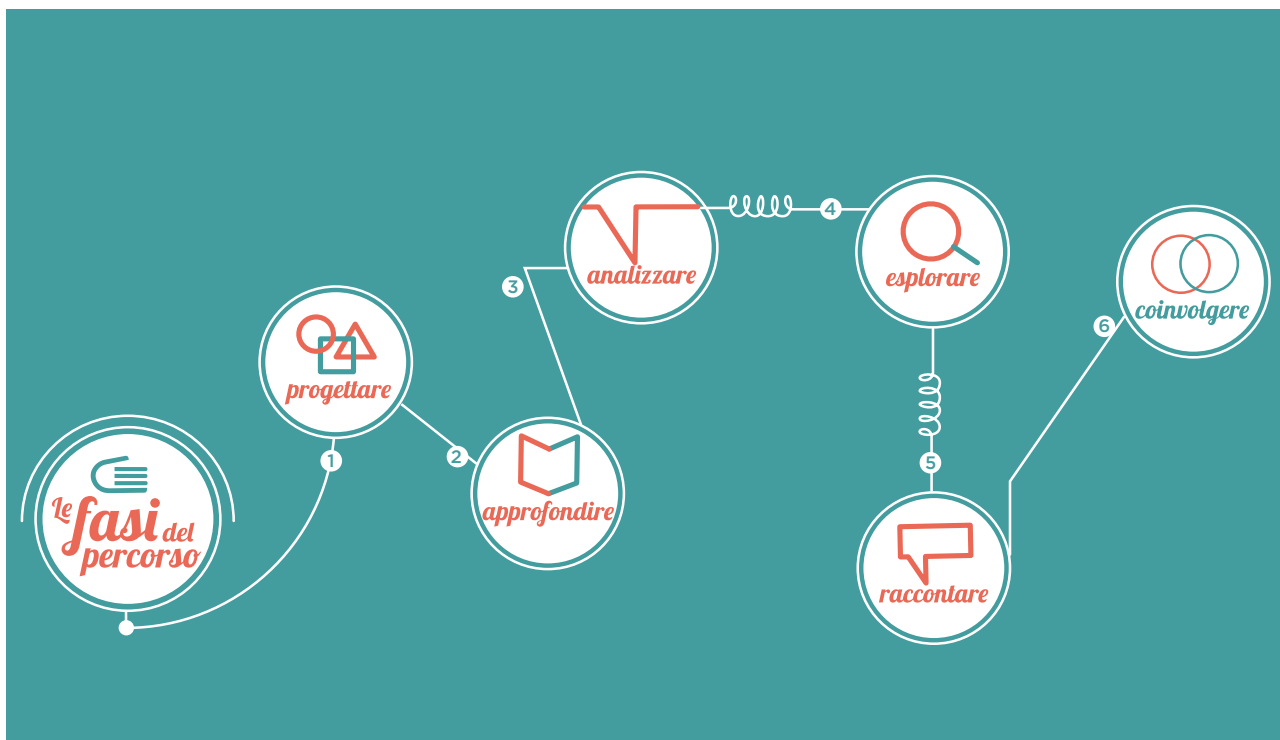 Le fasi del
percorso
1
progettare
2
approfondire
3
analizzare
4
esplorare
5
raccontare
6
coinvolgere